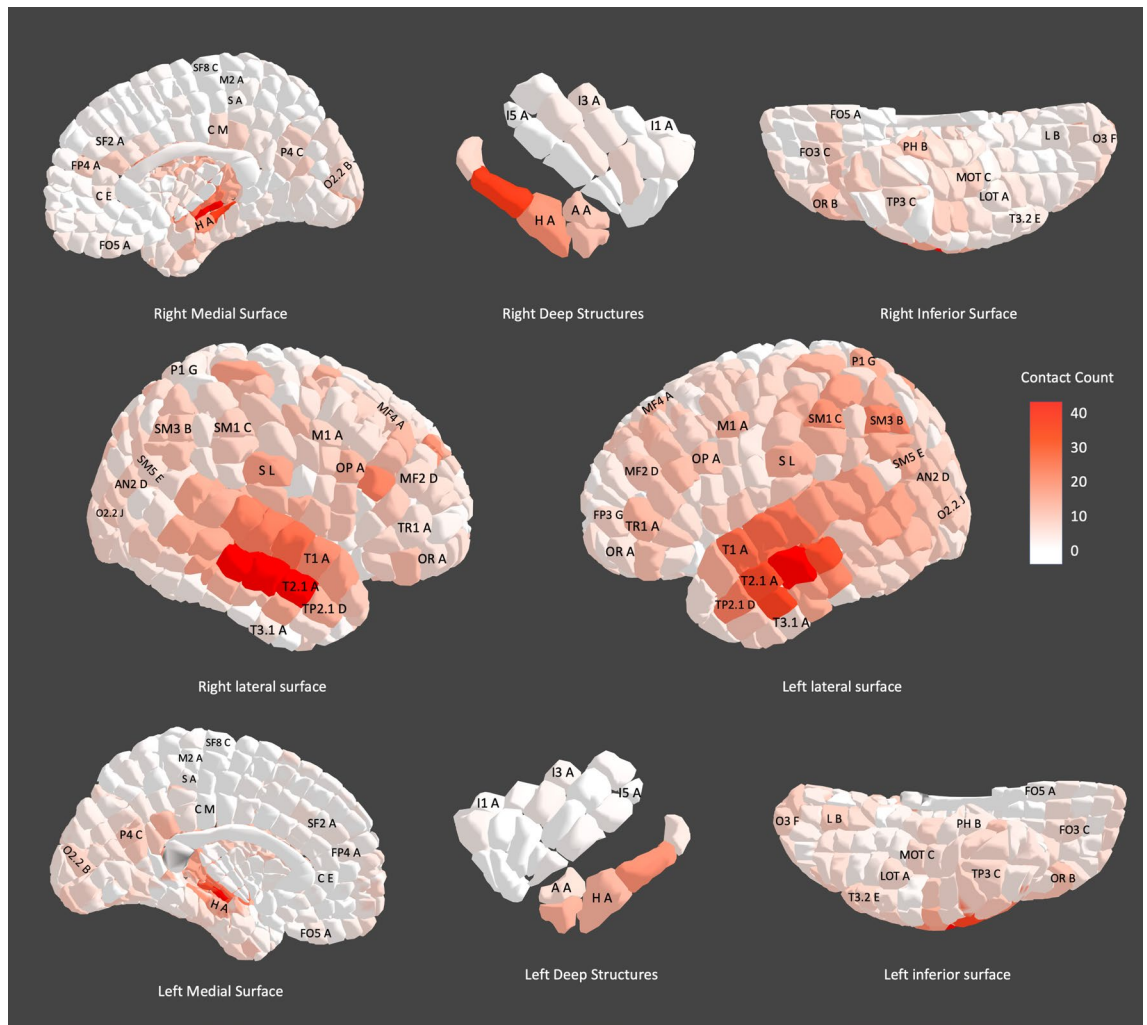 SF8 C
M2 A
S A
C M
SF2 A
P4 C
FP4 A
O2.2 B
C E
H A
FO5 A
Right Medial Surface
I5 A
I3 A
I1 A
A A
H A
Right Deep Structures
FO5 A
L B
O3 F
PH B
FO3 C
MOT C
LOT A
TP3 C
OR B
T3.2 E
Right Inferior Surface
P1 G
MF4 A
SM3 B
SM1 C
M1 A
SM5 E
S L
OP A
MF2 D
AN2 D
O2.2 J
TR1 A
T1 A
OR A
T2.1 A
TP2.1 D
T3.1 A
Right lateral surface
P1 G
MF4 A
M1 A
SM1 C
SM3 B
OP A
S L
SM5 E
MF2 D
AN2 D
FP3 G
TR1 A
O2.2 J
OR A
T1 A
T2.1 A
TP2.1 D
T3.1 A
Left lateral surface
Contact Count
40
30
20
10
0
SF8 C
M2 A
S A
C M
SF2 A
P4 C
FP4 A
O2.2 B
C E
H A
FO5 A
Left Medial Surface
I3 A
I1 A
I5 A
A A
H A
Left Deep Structures
FO5 A
O3 F
L B
PH B
FO3 C
MOT C
LOT A
TP3 C
OR B
T3.2 E
Left inferior surface